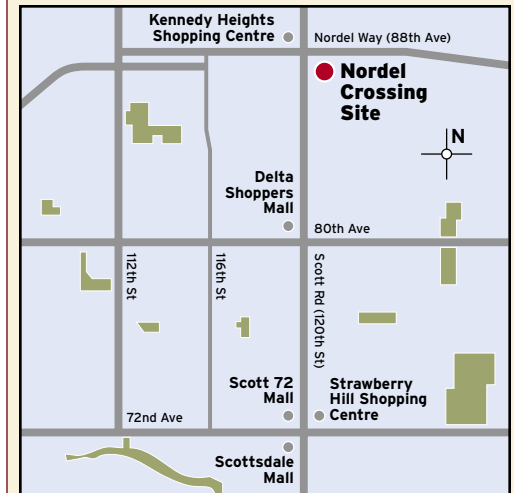 Kennedy Heights
Shopping Centre
Nordel Way (88th Ave)
Nordel
Crossing
Site
N
Delta
Shoppers
Mall
80th Ave
112th St
116th St
Scott Rd (120th St)
Scott 72
Mall
Strawberry
Hill Shopping
Centre
72nd Ave
Scottsdale
Mall